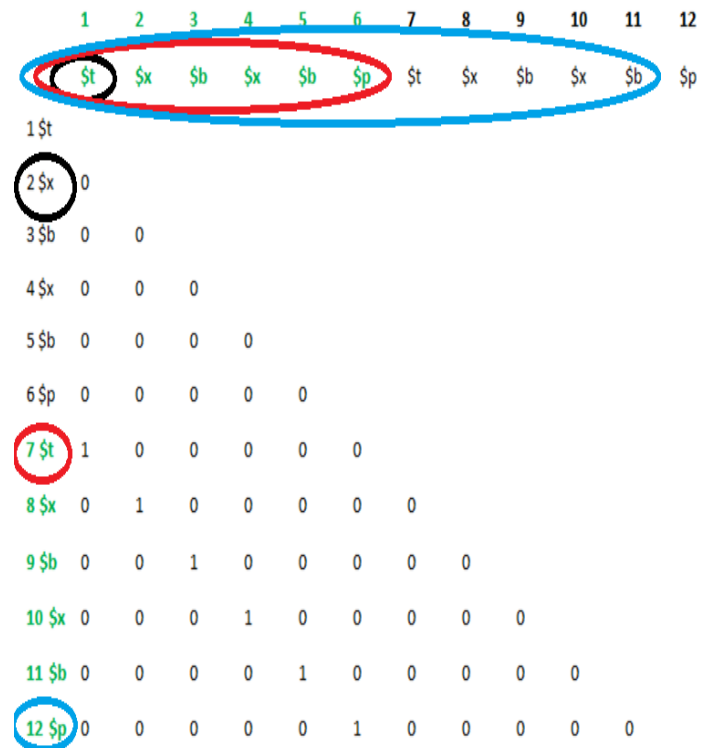 1 2 3 4 5 6 7 8 9 10 11 12
$t $x $b $x $b $p $t $x $b $x $b $p
1 $t
2 $x 0
3 $b 0 0
4 $x 0 0 0
5 $b 0 0 0 0
6 $p 0 0 0 0 0
7 $t 1 0 0 0 0 0
8 $x 0 1 0 0 0 0 0
9 $b 0 0 1 0 0 0 0 0
10 $x 0 0 0 1 0 0 0 0 0
11 $b 0 0 0 0 1 0 0 0 0 0
12 $p 0 0 0 0 0 1 0 0 0 0 0